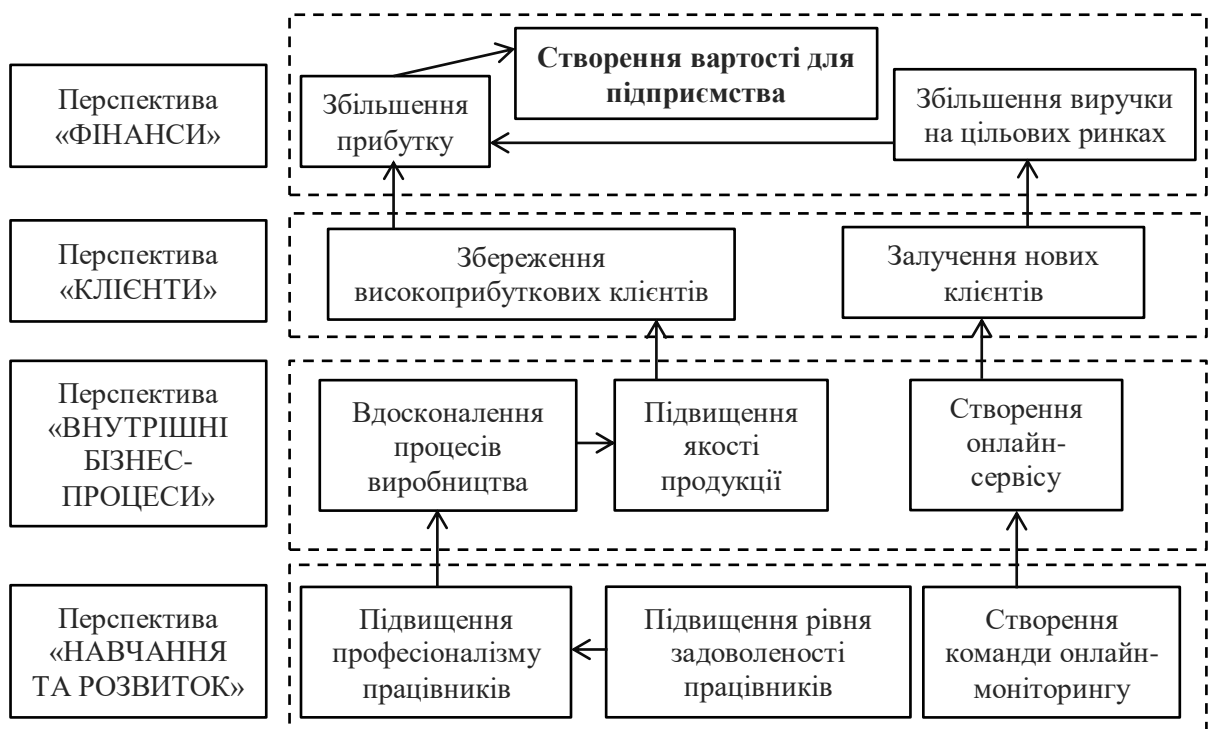 Перспектива
«ФІНАНСИ»
Збільшення
прибутку
Створення вартості для
підприємства
Збільшення виручки
на цільових ринках
Перспектива
«КЛІЄНТИ»
Збереження
високоприбуткових клієнтів
Залучення нових
клієнтів
Перспектива
«ВНУТРІШНІ
БІЗНЕС-
ПРОЦЕСИ»
Вдосконалення
процесів
виробництва
Підвищення
якості
продукції
Створення
онлайн-
сервісу
Перспектива
«НАВЧАННЯ
ТА РОЗВИТОК»
Підвищення
професіоналізму
працівників
Підвищення рівня
задоволеності
працівників
Створення
команди онлайн-
моніторингу